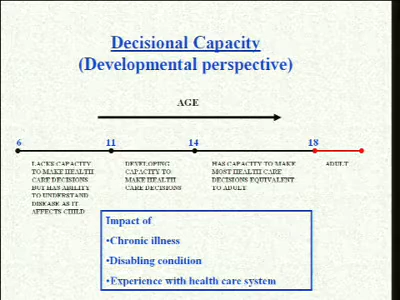 Decisional Capacity
(Developmental perspective)
AGE
6
11
14
18
LACKS CAPACITY
TO MAKE HEALTH
CARE DECISIONS
BUT HAS ABILITY
TO UNDERSTAND
DISEASE AS IT
AFFECTS CHILD
DEVELOPING
CAPACITY TO
MAKE HEALTH
CARE DECISIONS
HAS CAPACITY TO MAKE
MOST HEALTH CARE
DECISIONS EQUIVALENT
TO ADULT
ADULT
Impact of
•Chronic illness
•Disabling condition
•Experience with health care system